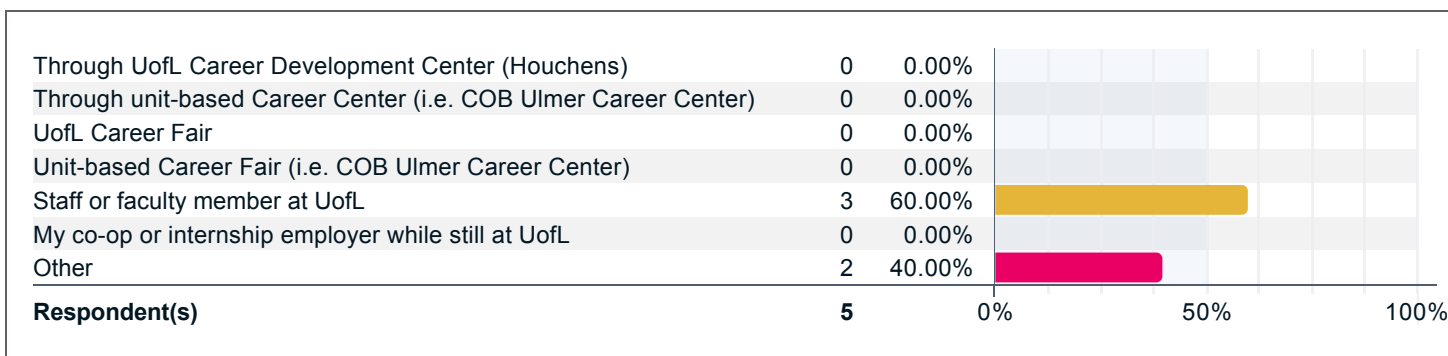 Through UofL Career Development Center (Houchens) 0 0.00%
Through unit-based Career Center (i.e. COB Ulmer Career Center) 0 0.00%
UofL Career Fair 0 0.00%
Unit-based Career Fair (i.e. COB Ulmer Career Center) 0 0.00%
Staff or faculty member at UofL 3 60.00%
My co-op or internship employer while still at UofL 0 0.00%
Other 2 40.00%
Respondent(s) 5 0% 50% 100%